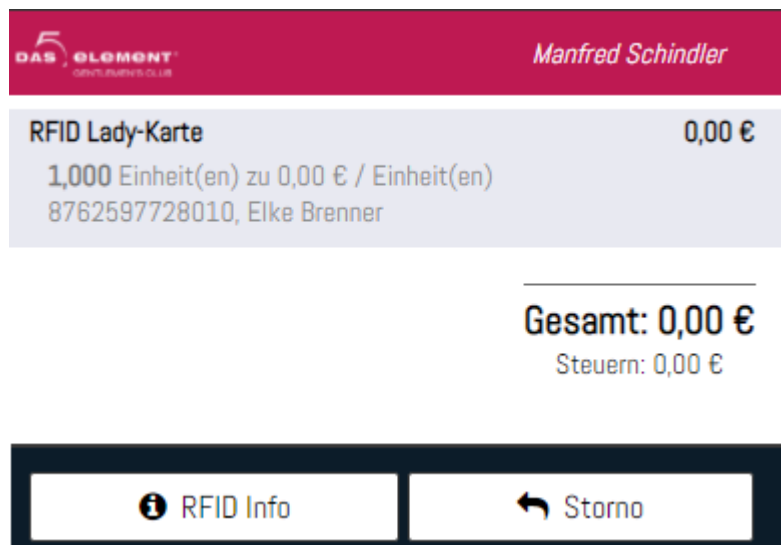 DAS 5 ELEMENT
GENTLEMEN'S CLUB
Manfred Schindler
RFID Lady-Karte 0,00 €
1,000 Einheit(en) zu 0,00 € / Einheit(en)
8762597728010, Elke Brenner
Gesamt: 0,00 €
Steuern: 0,00 €
RFID Info
Storno